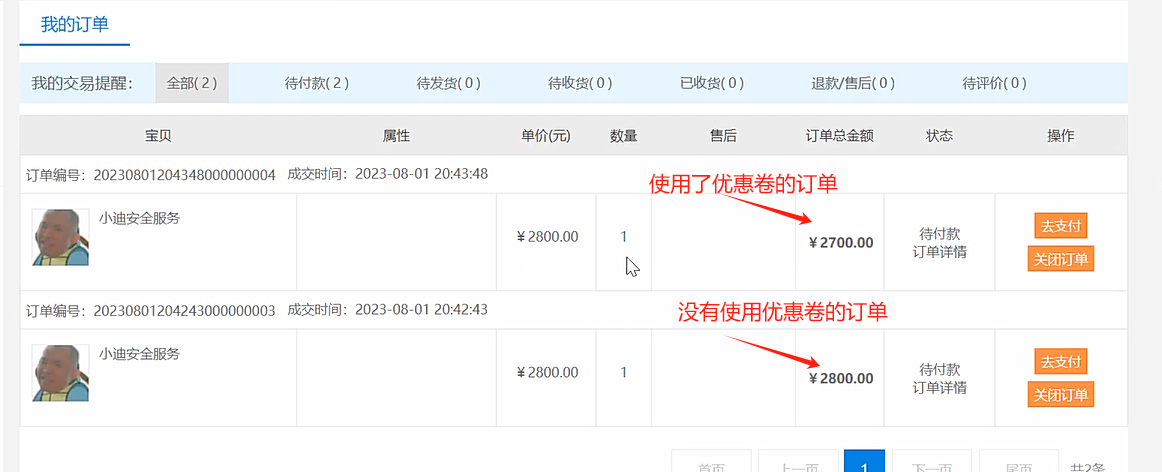 我的订单
我的交易提醒： 全部( 2 ) 待付款( 2 ) 待发货( 0 ) 待收货( 0 ) 已收货( 0 ) 退款/售后( 0 ) 待评价( 0 )
宝贝 属性 单价(元) 数量 售后 订单总金额 状态 操作
订单编号：20230801204348000000004 成交时间：2023-08-01 20:43:48
使用了优惠卷的订单
小迪安全服务 ￥2800.00 1 ￥2700.00 待付款 去支付
订单详情 关闭订单
订单编号：20230801204243000000003 成交时间：2023-08-01 20:42:43
没有使用优惠卷的订单
小迪安全服务 ￥2800.00 1 ￥2800.00 待付款 去支付
订单详情 关闭订单
首页 上一页 1 下一页 尾页 共2条